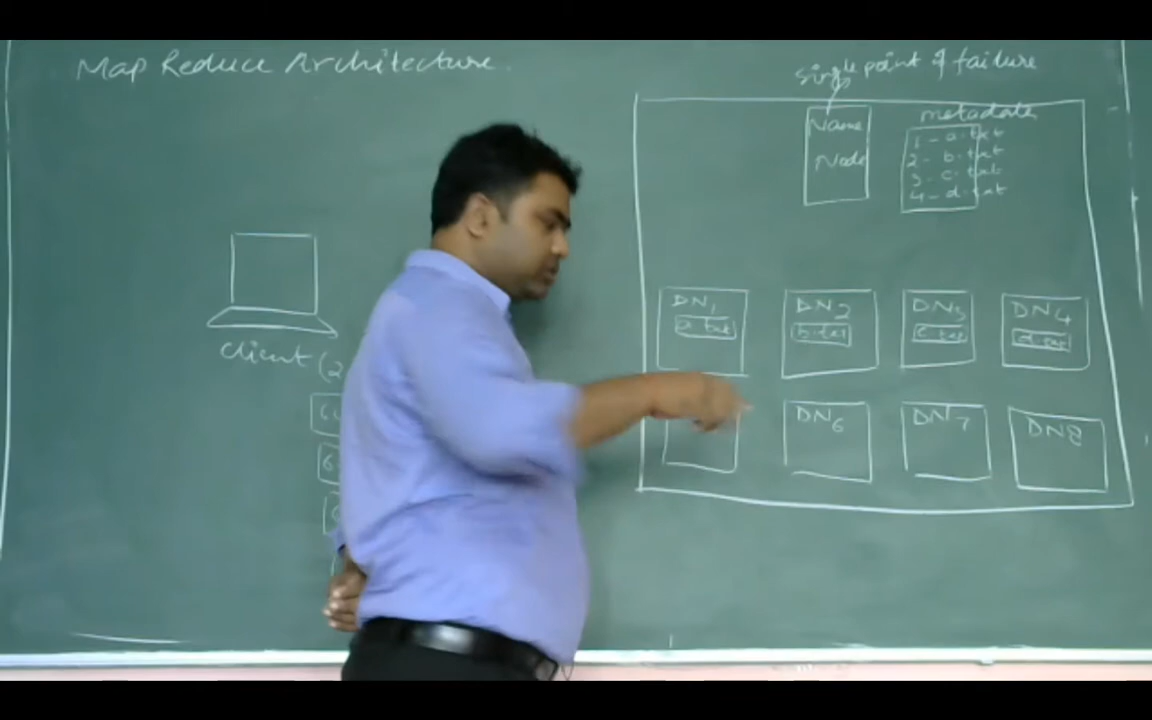 Map Reduce Architecture.
single point of failure
Name
Node
metadata
1 - a.txt
2 - b.txt
3 - c.txt
4 - d.txt
client (2
DN1
a.txt
DN2
b.txt
DN3
c.txt
DN4
d.txt
DN6
DN7
DN8